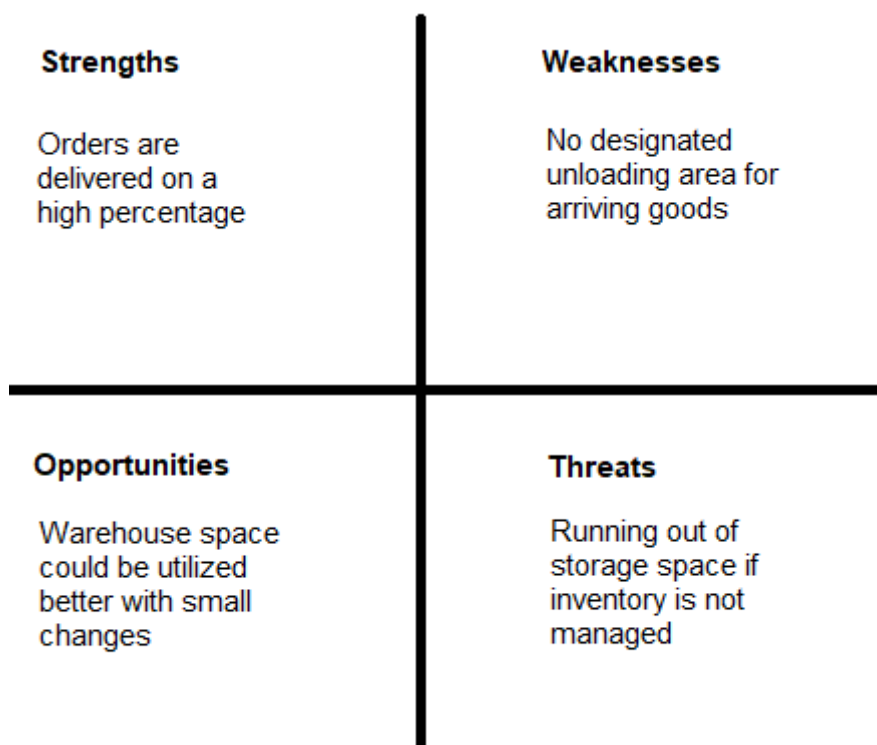 Strengths
Orders are
delivered on a
high percentage
Weaknesses
No designated
unloading area for
arriving goods
Opportunities
Warehouse space
could be utilized
better with small
changes
Threats
Running out of
storage space if
inventory is not
managed